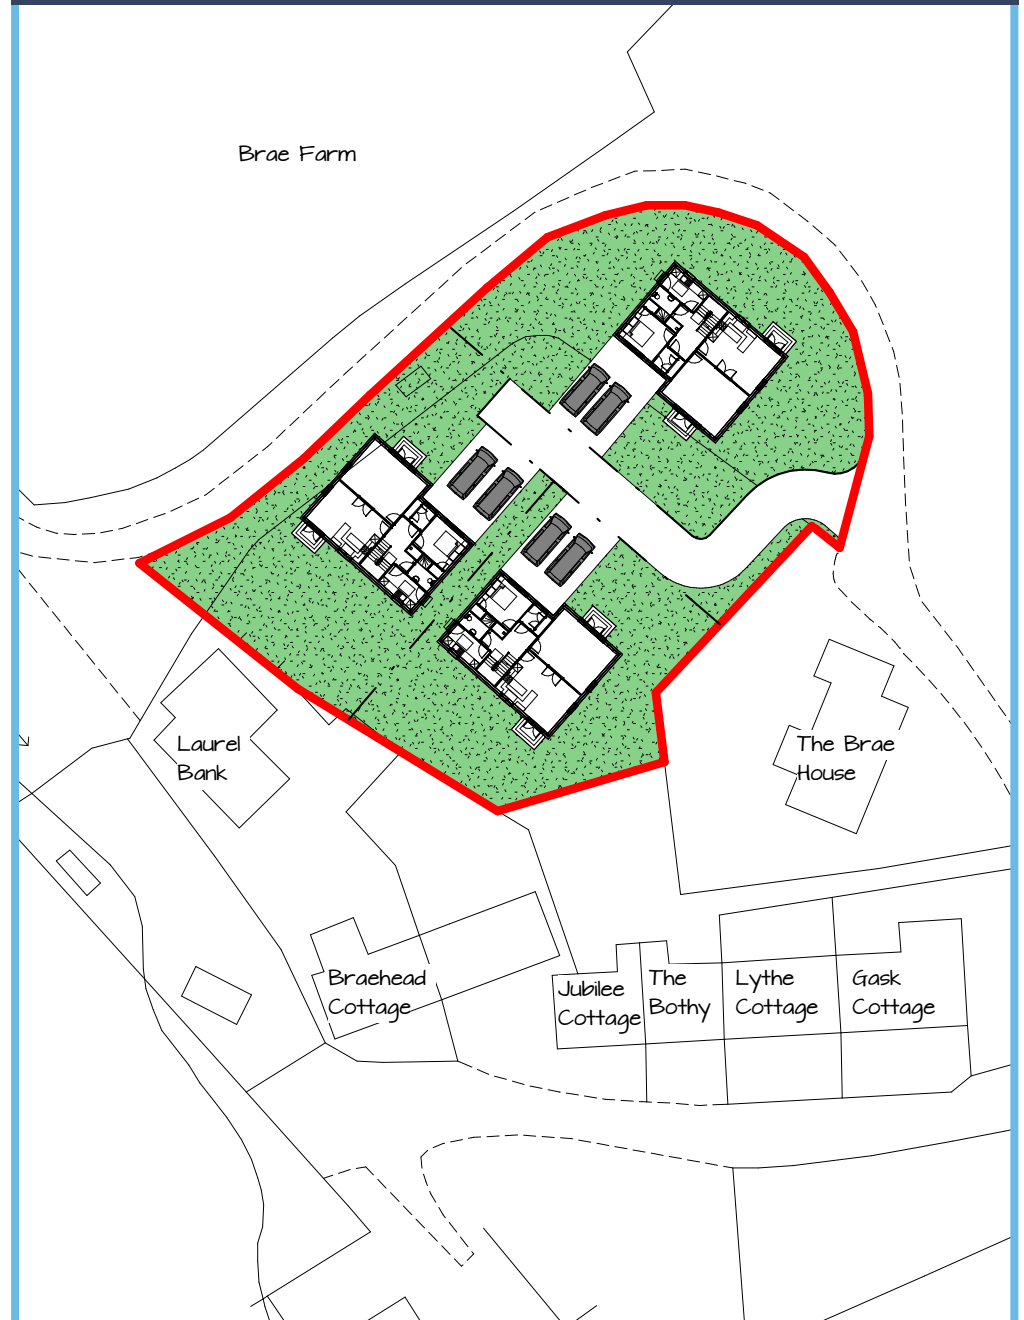 Brae Farm
Laurel
Bank
The Brae
House
Braehead
Cottage
Jubilee
Cottage
The
Bothy
Lythe
Cottage
Gask
Cottage